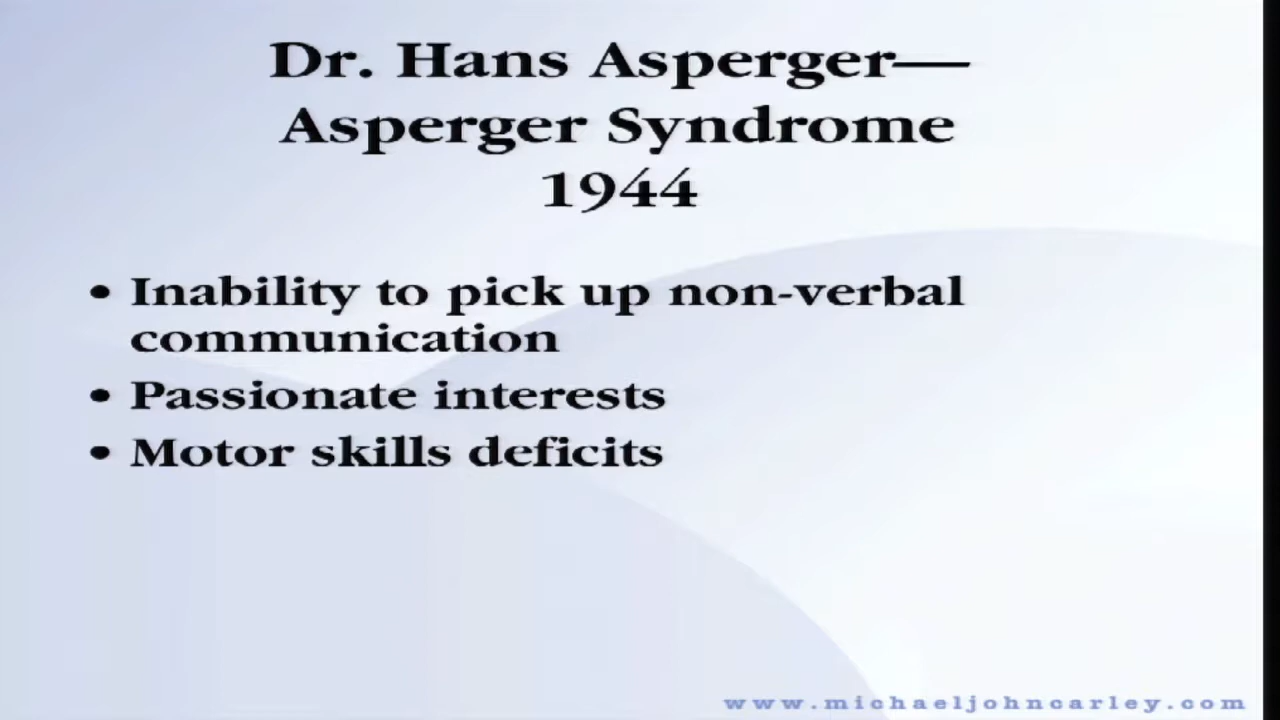 Dr. Hans Asperger—
Asperger Syndrome
1944
• Inability to pick up non-verbal
communication
• Passionate interests
• Motor skills deficits
www.michaeljohncarley.com